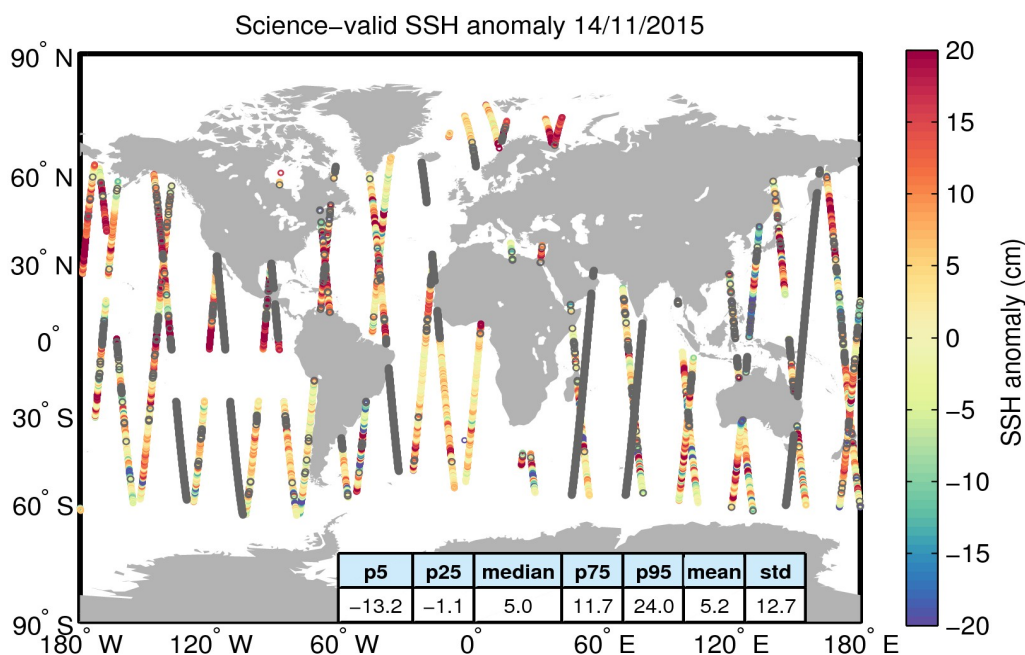 Science−valid SSH anomaly 14/11/2015
90° N
60° N
30° N
0°
30° S
60° S
90° S
180° W
120° W
60° W
0°
60° E
120° E
180° E
p5 p25 median p75 p95 mean std
−13.2 −1.1 5.0 11.7 24.0 5.2 12.7
20
15
10
5
0
−5
−10
−15
−20
SSH anomaly (cm)